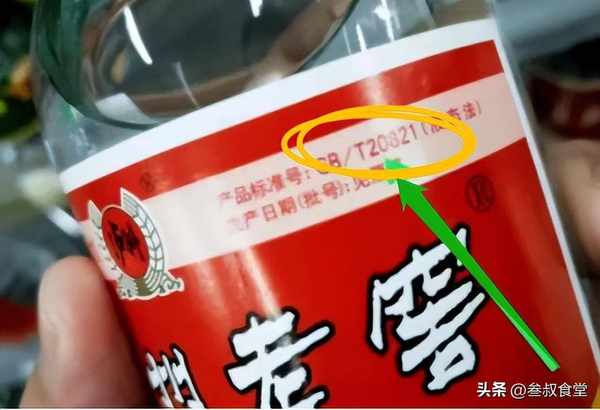 产品标准号：GB/T20821(液态法)
生产日期(批号)：见
®
®
老窖
头条 @叁叔食堂